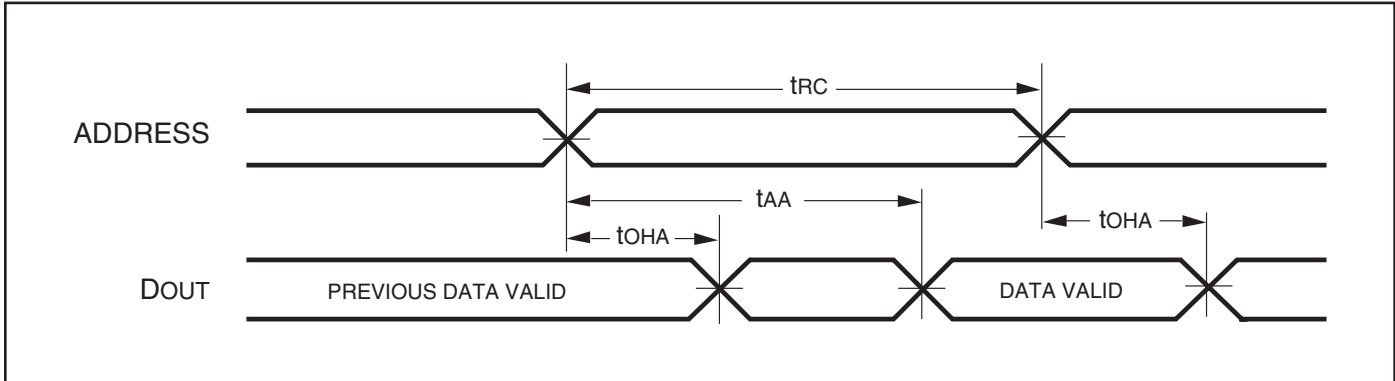 tRC
ADDRESS
tAA
tOHA
tOHA
DOUT
PREVIOUS DATA VALID
DATA VALID